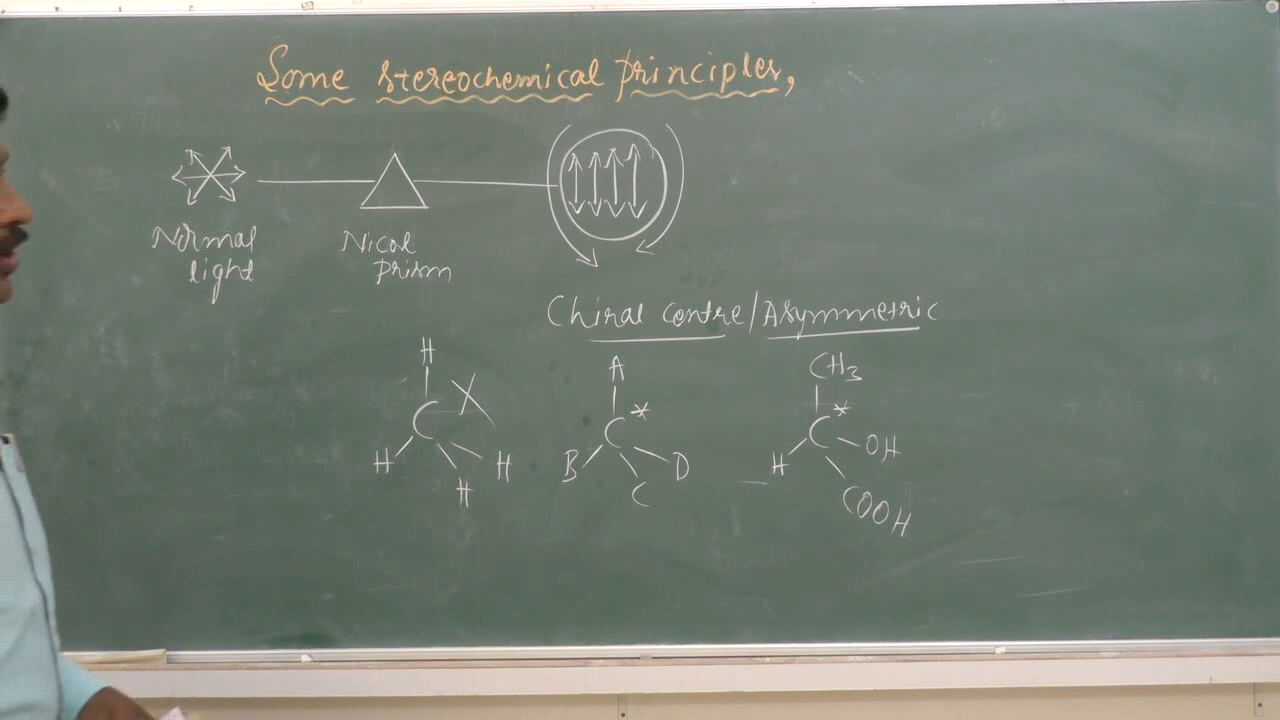 Some stereochemical principles,
Normal light
Nicol prism
Chiral centre/Asymmetric
H
C
H
H
H
A
C*
B
C
D
CH3
C*
H
OH
COOH